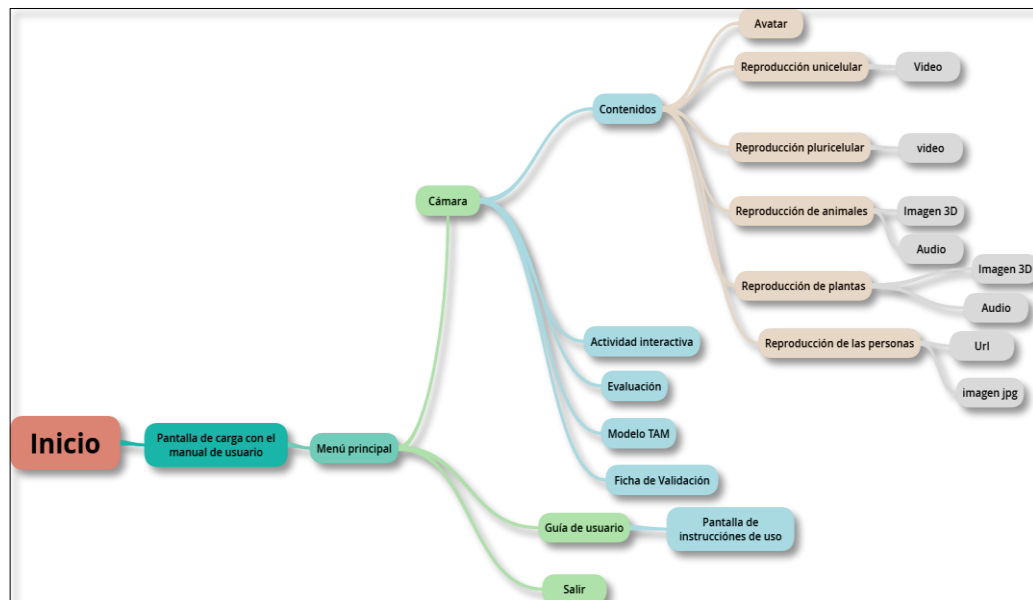 Inicio
Pantalla de carga con el
manual de usuario
Menú principal
Cámara
Contenidos
Avatar
Reproducción unicelular
Video
Reproducción pluricelular
video
Reproducción de animales
Imagen 3D
Audio
Reproducción de plantas
Imagen 3D
Audio
Reproducción de las personas
Url
imagen jpg
Actividad interactiva
Evaluación
Modelo TAM
Ficha de Validación
Guía de usuario
Pantalla de
instrucciónes de uso
Salir